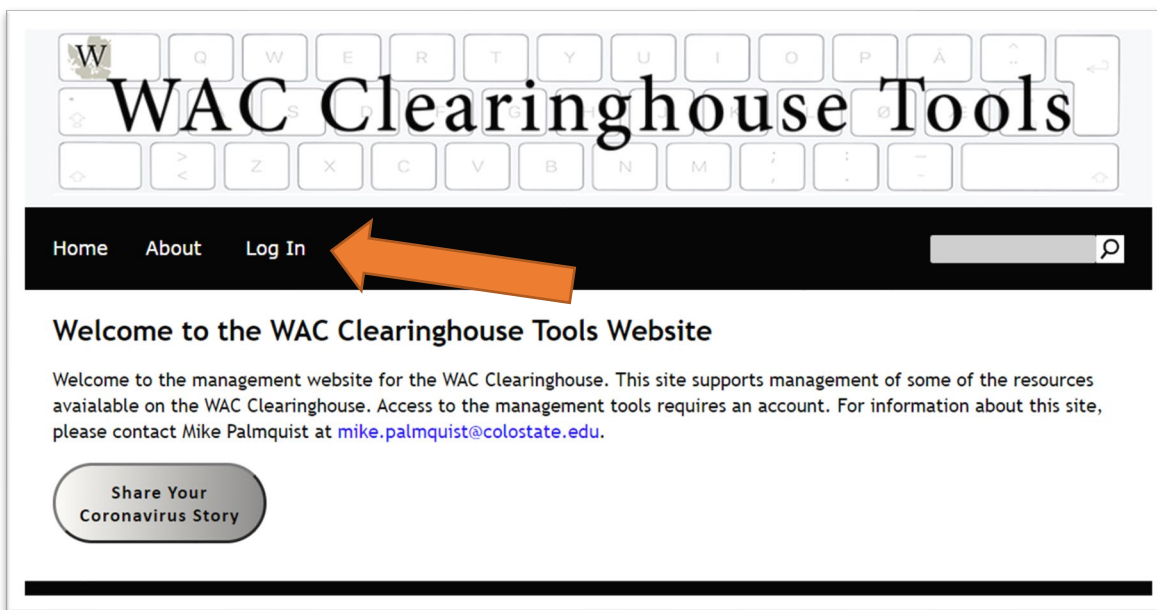 W
Q W E R T Y U I O P Å ^ ¨
WAC Clearinghouse Tools
> < Z X C V B N M ; , : . _ -
Home About Log In
Welcome to the WAC Clearinghouse Tools Website
Welcome to the management website for the WAC Clearinghouse. This site supports management of some of the resources
avaialable on the WAC Clearinghouse. Access to the management tools requires an account. For information about this site,
please contact Mike Palmquist at mike.palmquist@colostate.edu.
Share Your
Coronavirus Story